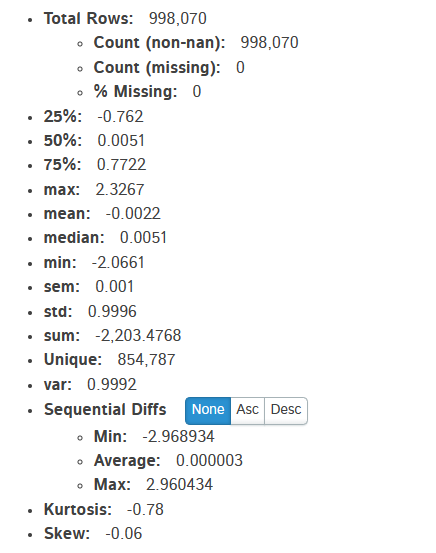 Total Rows: 998,070
Count (non-nan): 998,070
Count (missing): 0
% Missing: 0
25%: -0.762
50%: 0.0051
75%: 0.7722
max: 2.3267
mean: -0.0022
median: 0.0051
min: -2.0661
sem: 0.001
std: 0.9996
sum: -2,203.4768
Unique: 854,787
var: 0.9992
Sequential Diffs None Asc Desc
Min: -2.968934
Average: 0.000003
Max: 2.960434
Kurtosis: -0.78
Skew: -0.06